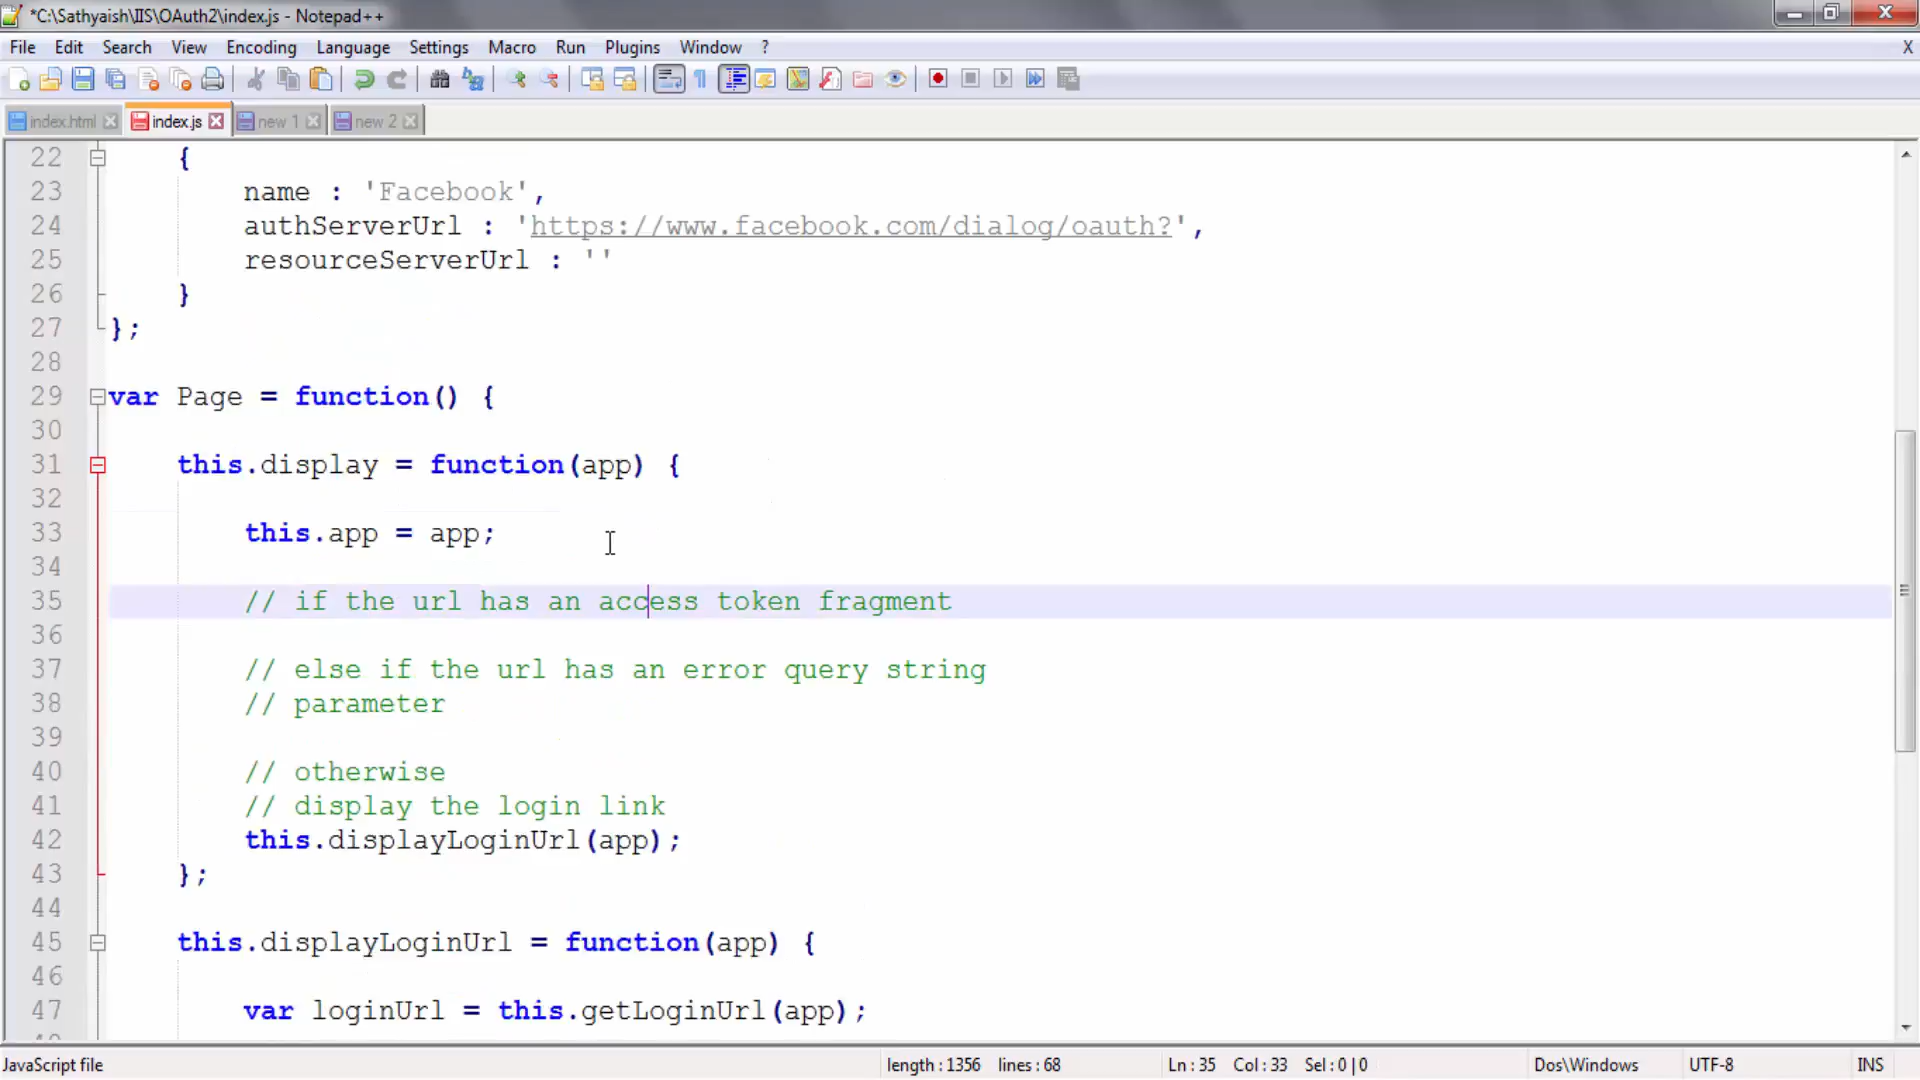 *C:\Sathyaish\IIS\OAuth2\index.js - Notepad++
File Edit Search View Encoding Language Settings Macro Run Plugins Window ? X
index.html index.js new 1 new 2
22 {
23 name : 'Facebook',
24 authServerUrl : 'https://www.facebook.com/dialog/oauth?',
25 resourceServerUrl : ''
26 }
27 };
28
29 var Page = function() {
30
31 this.display = function(app) {
32
33 this.app = app;
34
35 // if the url has an access token fragment
36
37 // else if the url has an error query string
38 // parameter
39
40 // otherwise
41 // display the login link
42 this.displayLoginUrl(app);
43 };
44
45 this.displayLoginUrl = function(app) {
46
47 var loginUrl = this.getLoginUrl(app);
JavaScript file length : 1356 lines : 68 Ln : 35 Col : 33 Sel : 0 | 0 Dos\Windows UTF-8 INS